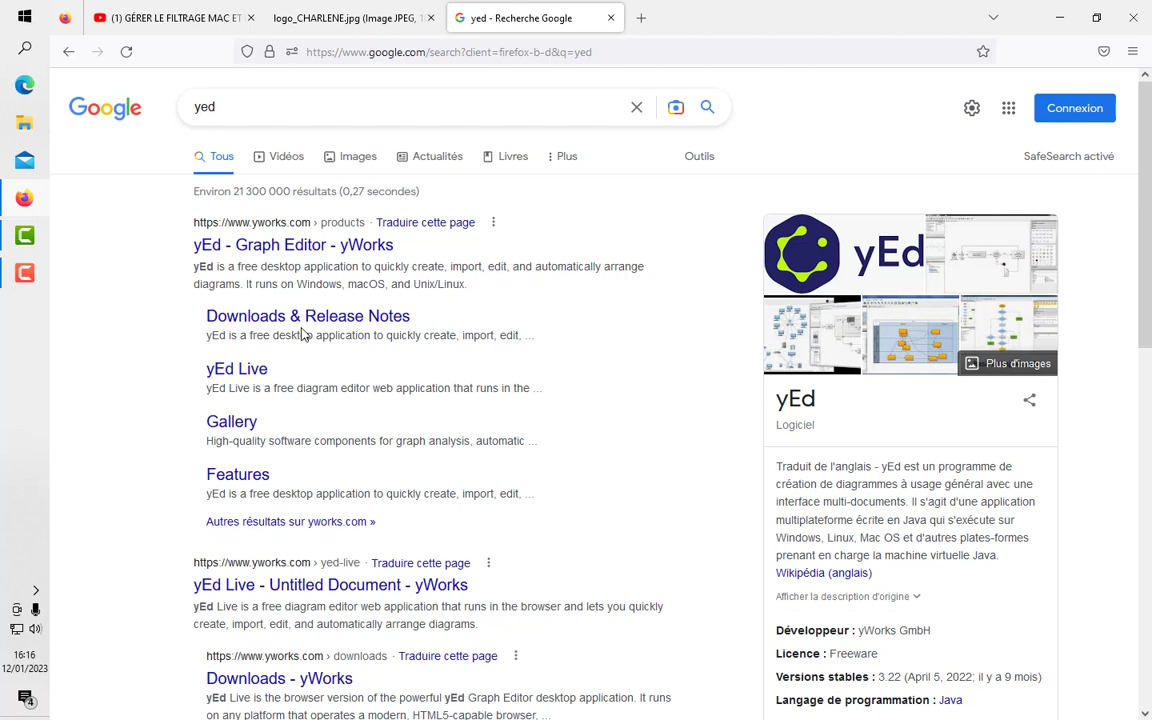 (1) GÉRER LE FILTRAGE MAC ET
logo_CHARLENE.jpg (Image JPEG, 1
yed - Recherche Google
https://www.google.com/search?client=firefox-b-d&q=yed
Google
yed
Connexion
Tous
Vidéos
Images
Actualités
Livres
Plus
Outils
SafeSearch activé
Environ 21 300 000 résultats (0,27 secondes)
https://www.yworks.com › products · Traduire cette page
yEd - Graph Editor - yWorks
yEd is a free desktop application to quickly create, import, edit, and automatically arrange
diagrams. It runs on Windows, macOS, and Unix/Linux.
Downloads & Release Notes
yEd is a free desktop application to quickly create, import, edit, ...
yEd Live
yEd Live is a free diagram editor web application that runs in the ...
Gallery
High-quality software components for graph analysis, automatic ...
Features
yEd is a free desktop application to quickly create, import, edit, ...
Autres résultats sur yworks.com »
https://www.yworks.com › yed-live · Traduire cette page
yEd Live - Untitled Document - yWorks
yEd Live is a free diagram editor web application that runs in the browser and lets you quickly
create, import, edit, and automatically arrange diagrams.
https://www.yworks.com › downloads · Traduire cette page
Downloads - yWorks
yEd Live is the browser version of the powerful yEd Graph Editor desktop application. It runs
on any platform that operates a modern, HTML5-capable browser, ...
yEd
Plus d'images
yEd
Logiciel
Traduit de l'anglais - yEd est un programme de
création de diagrammes à usage général avec une
interface multi-documents. Il s'agit d'une application
multiplateforme écrite en Java qui s'exécute sur
Windows, Linux, Mac OS et d'autres plates-formes
prenant en charge la machine virtuelle Java.
Wikipédia (anglais)
Afficher la description d'origine
Développeur : yWorks GmbH
Licence : Freeware
Versions stables : 3.22 (April 5, 2022; il y a 9 mois)
Langage de programmation : Java
16:16
12/01/2023
4